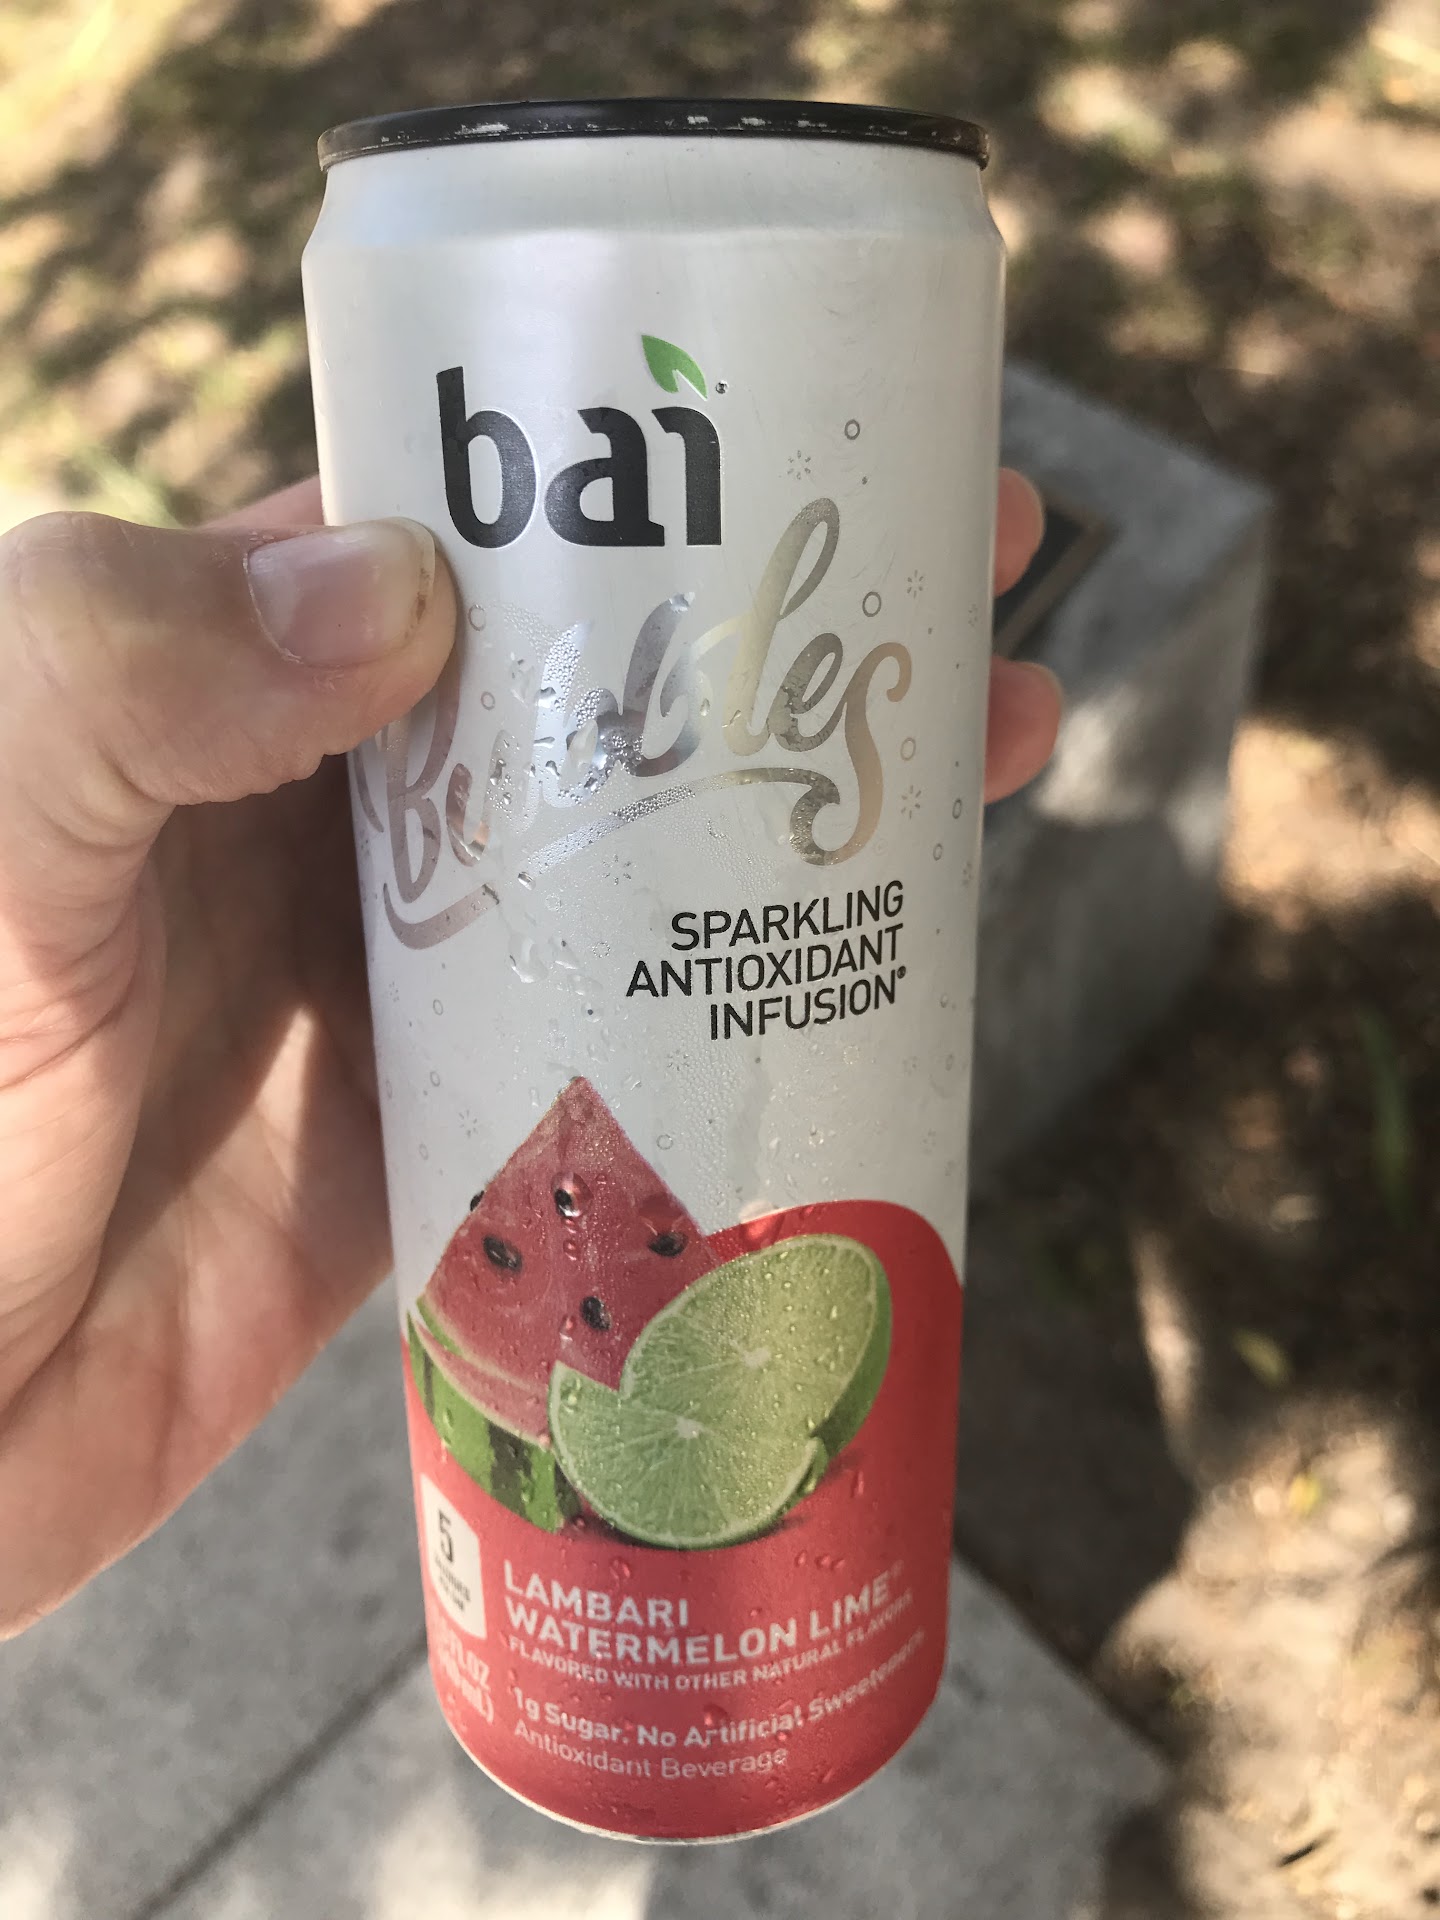 bai®
Bubbles
SPARKLING
ANTIOXIDANT
INFUSION®
5
LAMBARI
WATERMELON LIME
FLAVORED WITH OTHER NATURAL FLAVORS
1g Sugar. No Artificial Sweeteners
Antioxidant Beverage